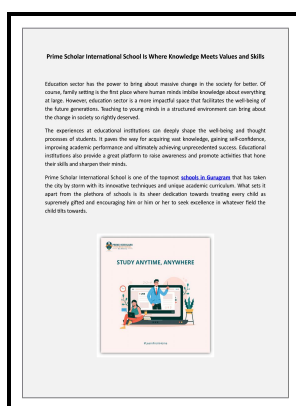 Prime Scholar International School Is Where Knowledge Meets Values and Skills
Education sector has the power to bring about massive change in the society for better. Of
course, family setting is the first place where human minds imbibe knowledge about everything
at large. However, education sector is a more impactful space that facilitates the well-being of
the future generations. Teaching to young minds in a structured environment can bring about
the change in society so rightly deserved.
The experiences at educational institutions can deeply shape the well-being and thought
processes of students. It paves the way for acquiring vast knowledge, gaining self-confidence,
improving academic performance and ultimately achieving unprecedented success. Educational
institutions also provide a great platform to raise awareness and promote activities that hone
their skills and sharpen their minds.
Prime Scholar International School is one of the topmost schools in Gurugram that has taken
the city by storm with its innovative techniques and unique academic curriculum. What sets it
apart from the plethora of schools is its sheer dedication towards treating every child as
supremely gifted and encouraging him or him or her to seek excellence in whatever field the
child tilts towards.
STUDY ANYTIME, ANYWHERE